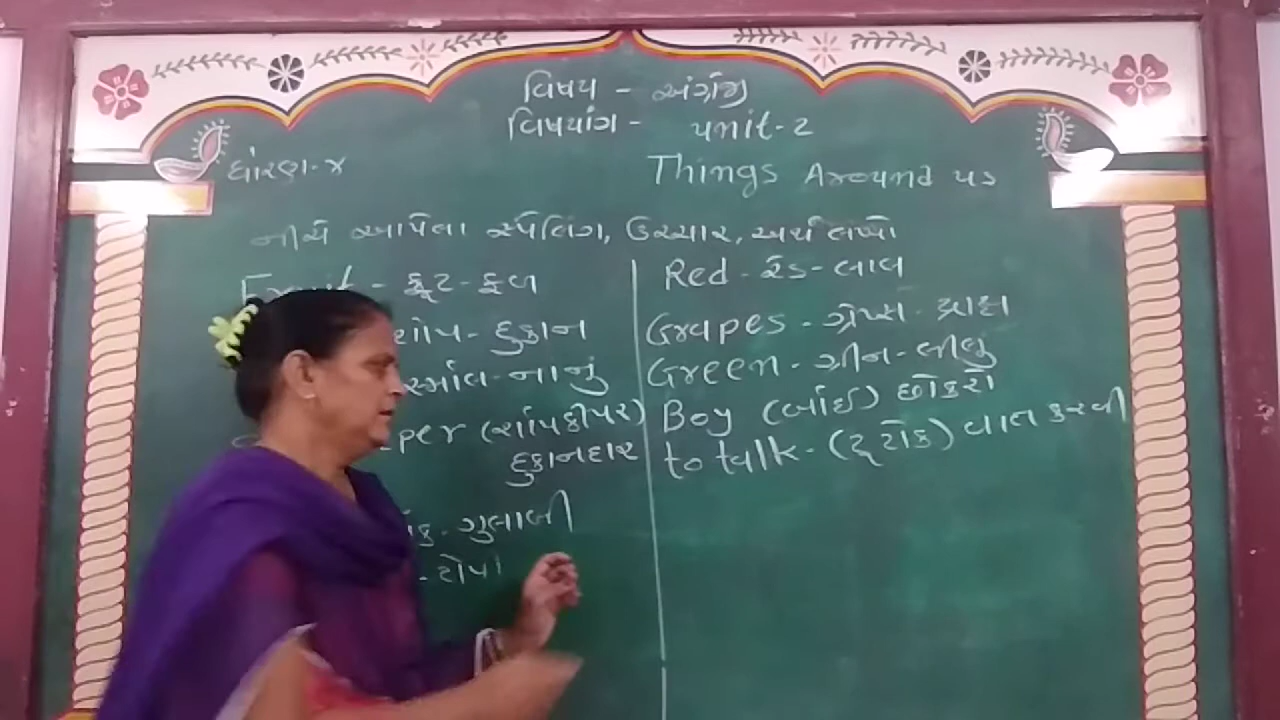 વિષય - અંગ્રેજી
વિષયાંગ - unit-2
ધોરણ-૪
Things Around us
નીચે આપેલા સ્પેલિંગ, ઉચ્ચાર, અર્થ લખો
- ફ્રૂટ - ફળ
શોપ - દુકાન
સ્મોલ - નાનું
per (શોપકીપર)
દુકાનદાર
ગુલાબી
- ટોપી
Red - રેડ - લાલ
Grapes - ગ્રેપ્સ - દ્રાક્ષ
Green - ગ્રીન - લીલુ
Boy (બોઇ) છોકરો
to talk - (ટૂ ટોક) વાત કરવી